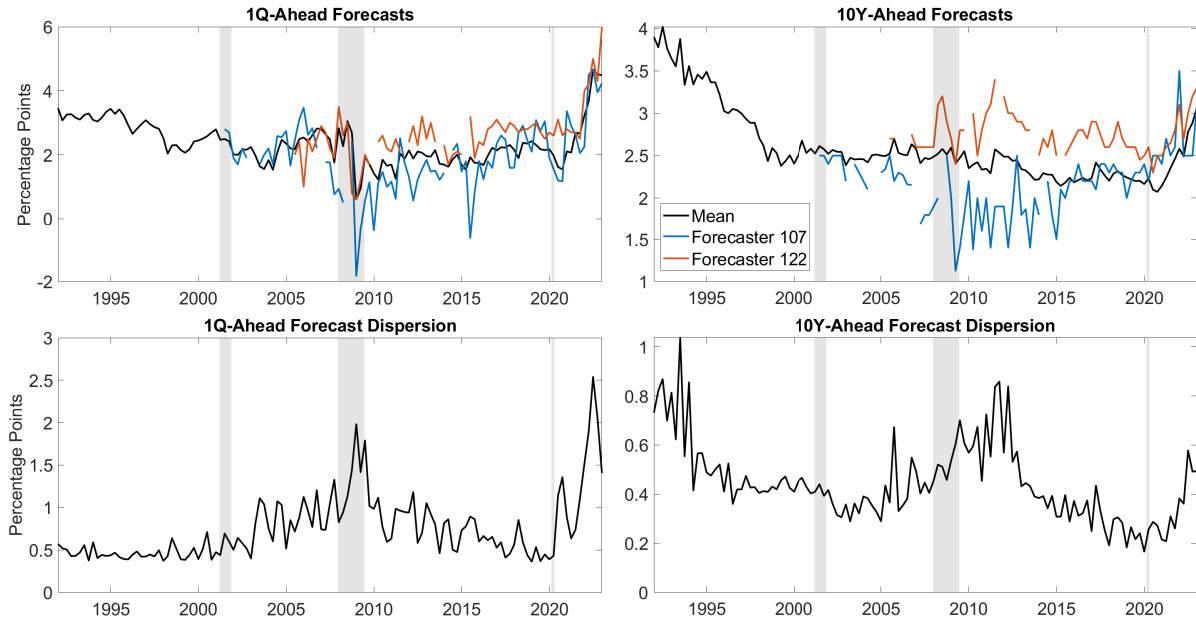 1Q-Ahead Forecasts
Percentage Points
6
4
2
0
-2
1995 2000 2005 2010 2015 2020
10Y-Ahead Forecasts
4
3.5
3
2.5
2
1.5
1
Mean
Forecaster 107
Forecaster 122
1995 2000 2005 2010 2015 2020
1Q-Ahead Forecast Dispersion
Percentage Points
3
2.5
2
1.5
1
0.5
0
1995 2000 2005 2010 2015 2020
10Y-Ahead Forecast Dispersion
1
0.8
0.6
0.4
0.2
0
1995 2000 2005 2010 2015 2020